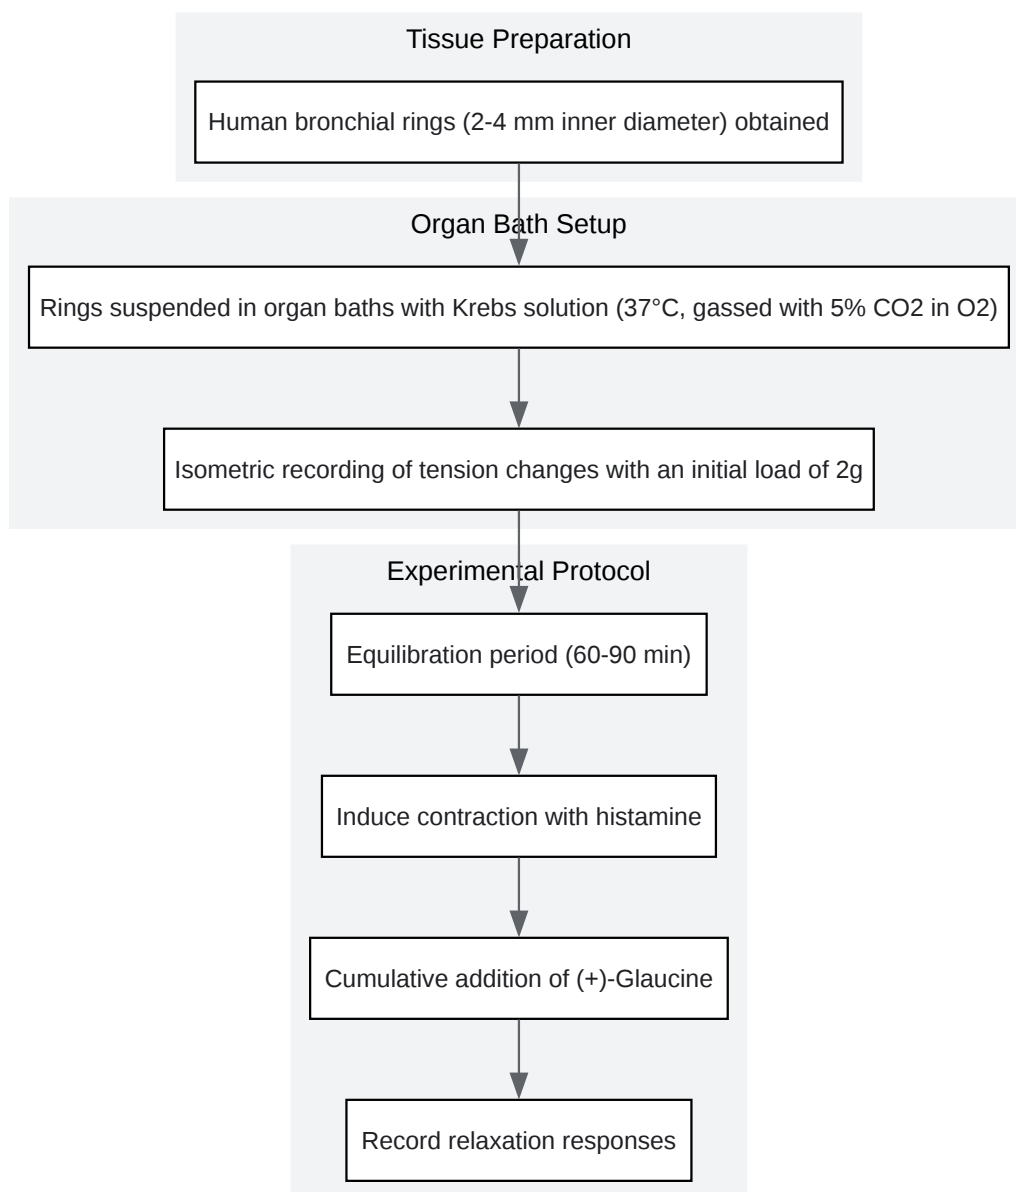 Tissue Preparation
Human bronchial rings (2-4 mm inner diameter) obtained
Organ Bath Setup
Rings suspended in organ baths with Krebs solution (37°C, gassed with 5% CO2 in O2)
Isometric recording of tension changes with an initial load of 2g
Experimental Protocol
Equilibration period (60-90 min)
Induce contraction with histamine
Cumulative addition of (+)-Glaucine
Record relaxation responses